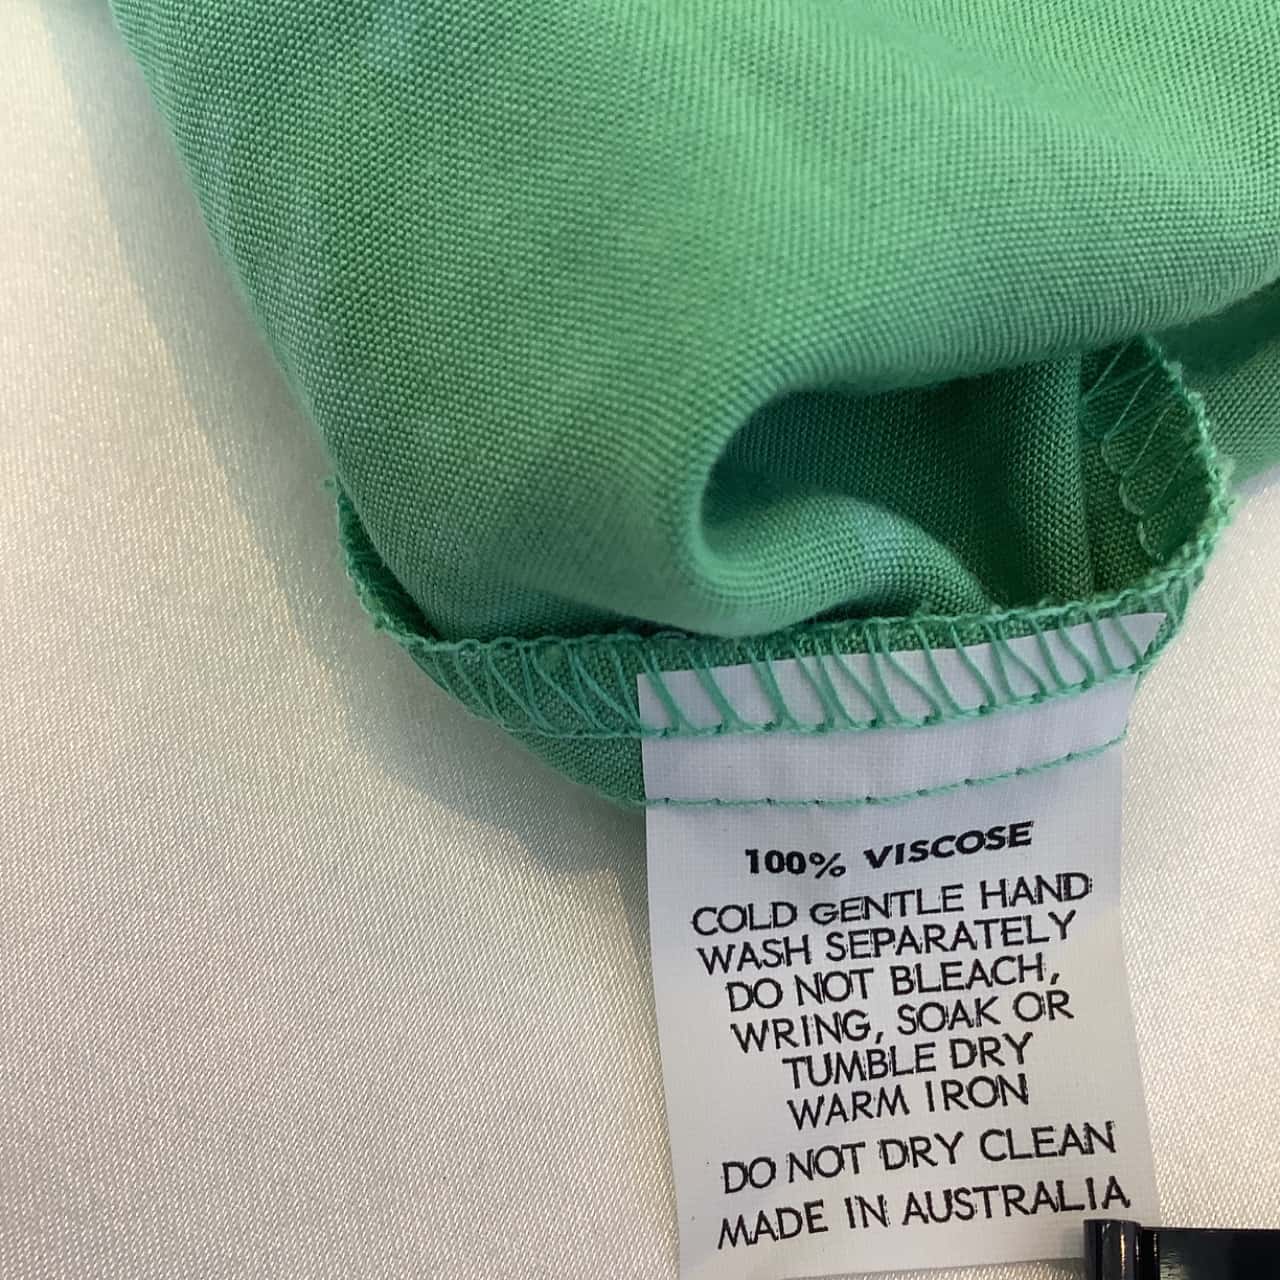 100% VISCOSE
COLD GENTLE HAND
WASH SEPARATELY
DO NOT BLEACH,
WRING, SOAK OR
TUMBLE DRY
WARM IRON
DO NOT DRY CLEAN
MADE IN AUSTRALIA